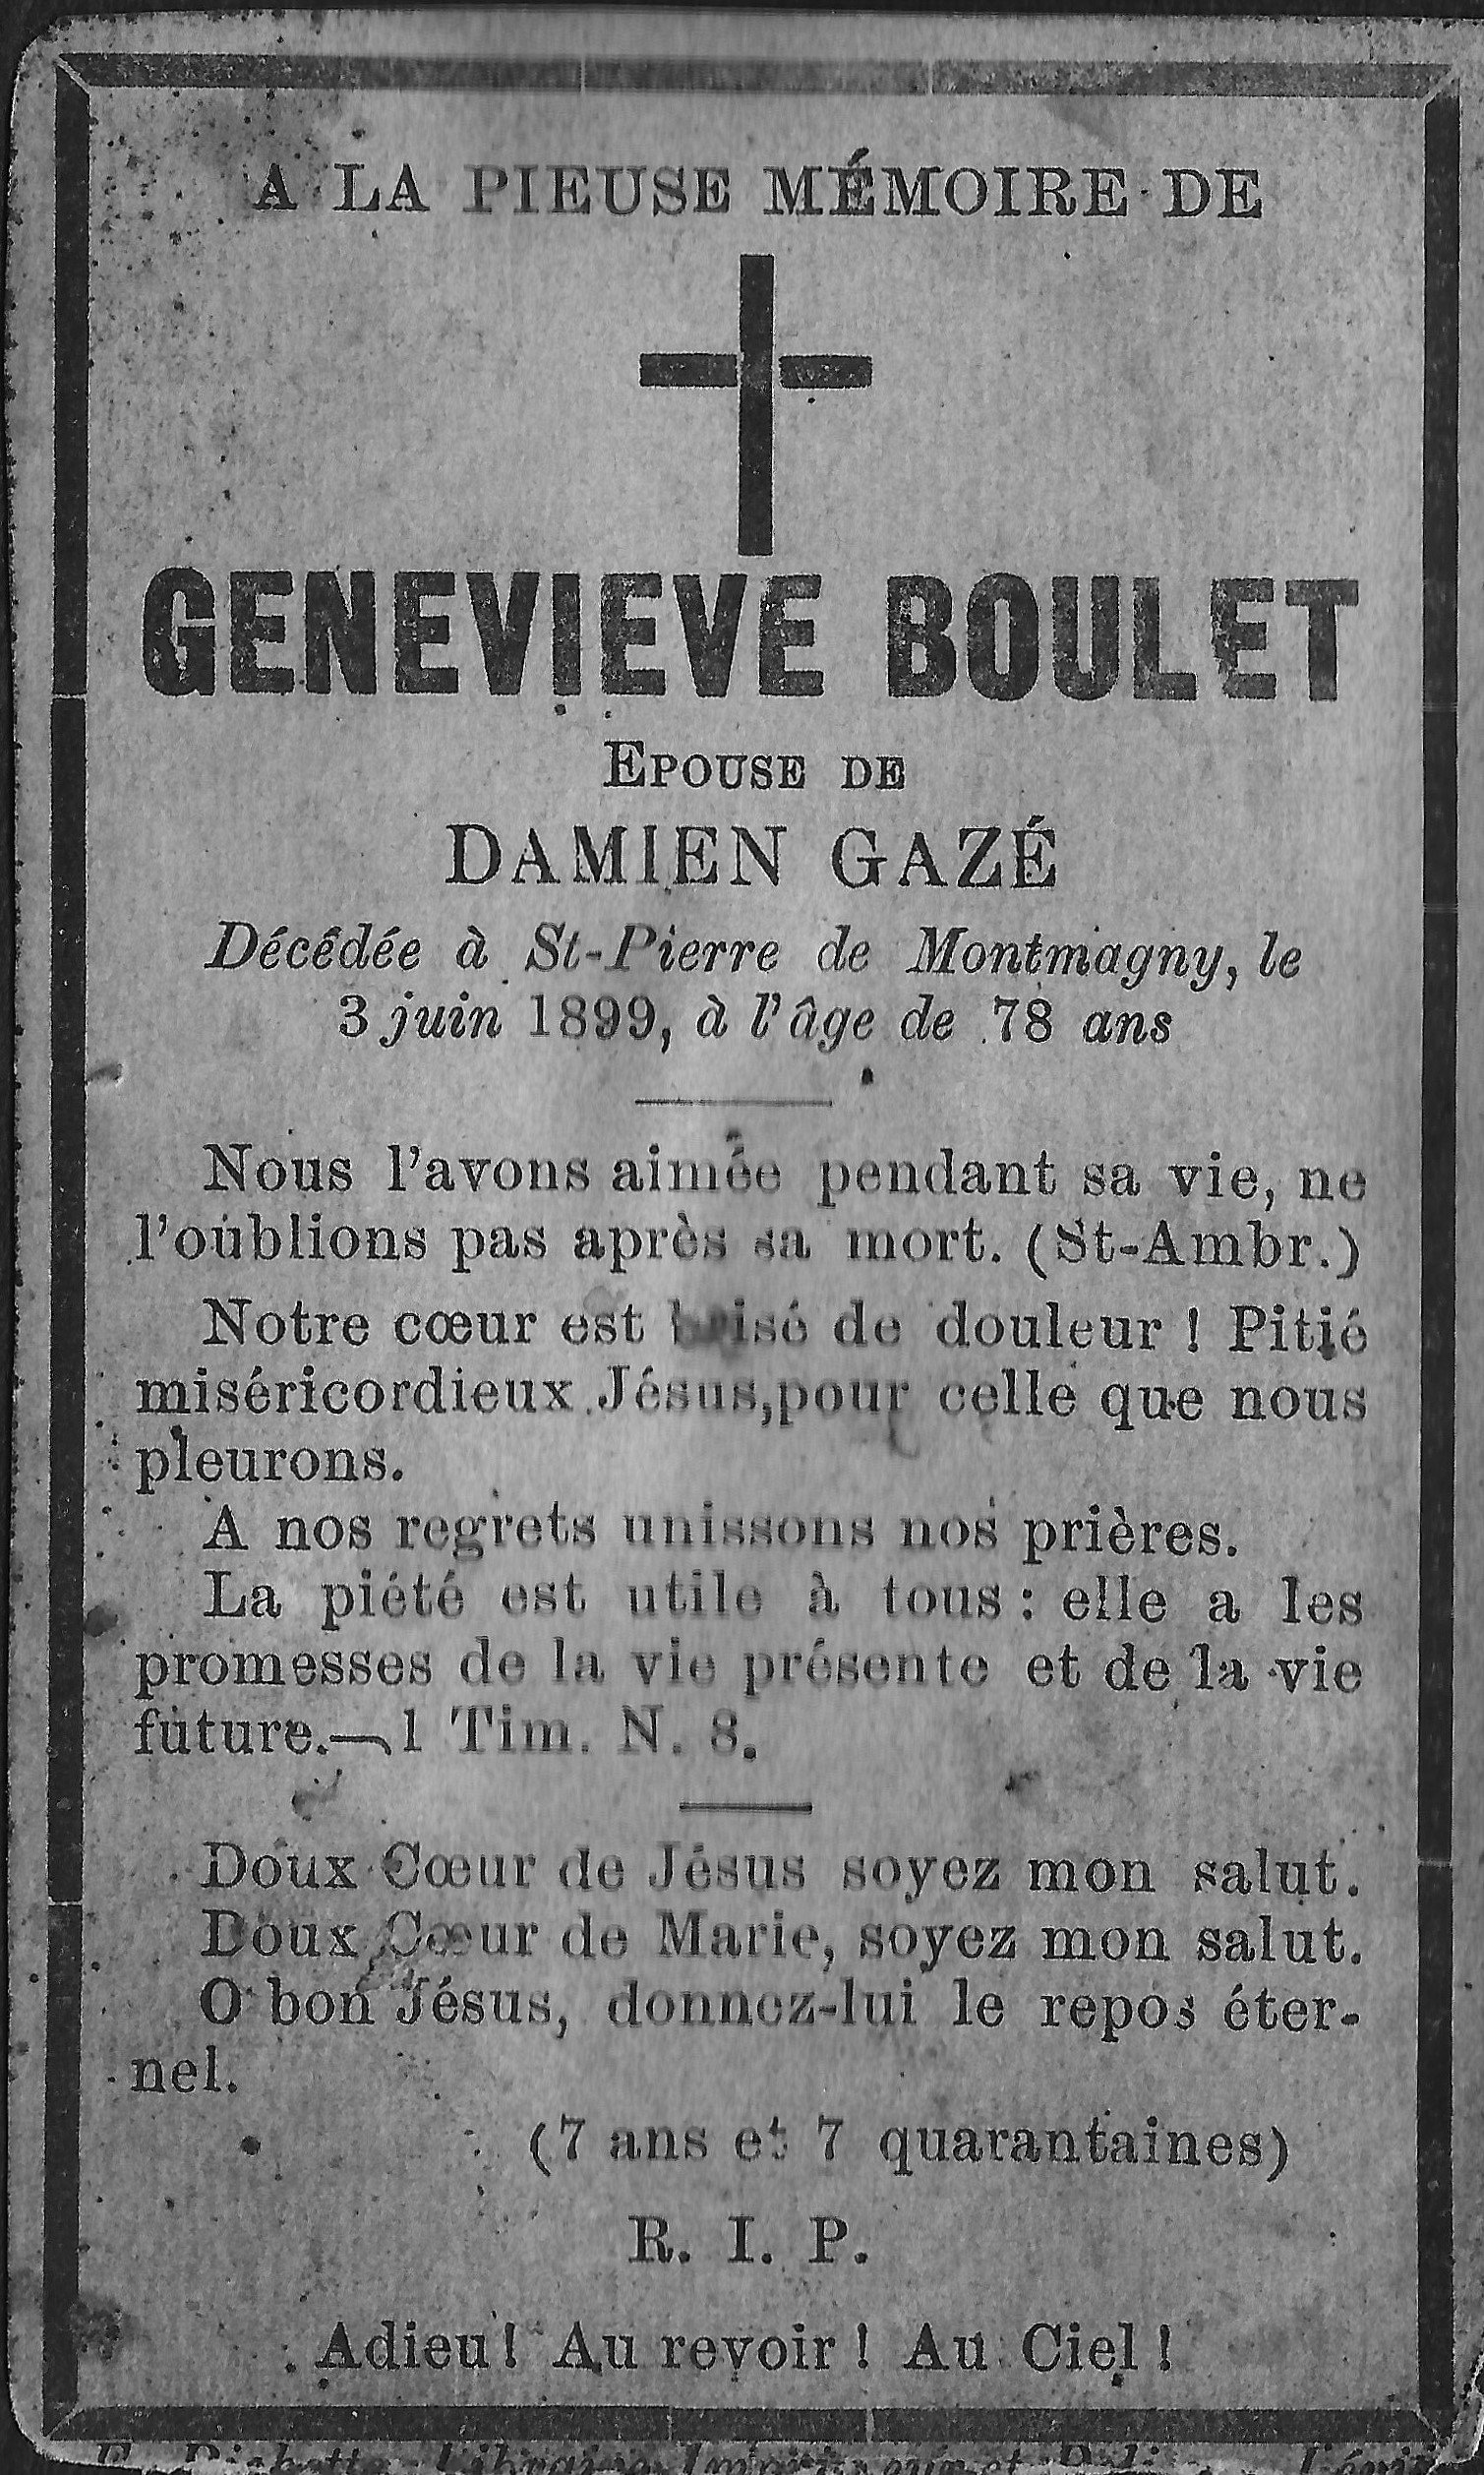 A LA PIEUSE MÉMOIRE DE
GENEVIEVE BOULET
EPOUSE DE
DAMIEN GAZÉ
Décédée à St-Pierre de Montmagny, le
3 juin 1899, à l'âge de 78 ans
Nous l'avons aimée pendant sa vie, ne
l'oublions pas après sa mort. (St-Ambr.)
Notre cœur est brisé de douleur ! Pitié
miséricordieux Jésus, pour celle que nous
pleurons.
A nos regrets unissons nos prières.
La piété est utile à tous : elle a les
promesses de la vie présente et de la vie
future.—1 Tim. N. 8.
Doux Cœur de Jésus soyez mon salut.
Doux Cœur de Marie, soyez mon salut.
O bon Jésus, donnez-lui le repos éter-
nel.
(7 ans et 7 quarantaines)
R. I. P.
Adieu ! Au revoir ! Au Ciel !